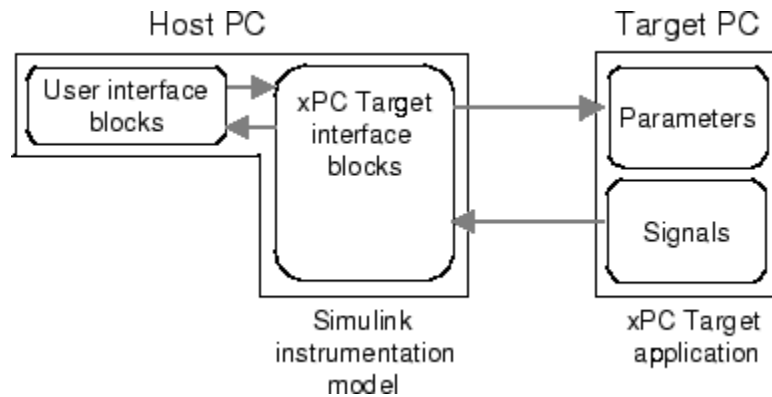 Host PC
Target PC
User interface
blocks
xPC Target
interface
blocks
Parameters
Signals
Simulink
instrumentation
model
xPC Target
application